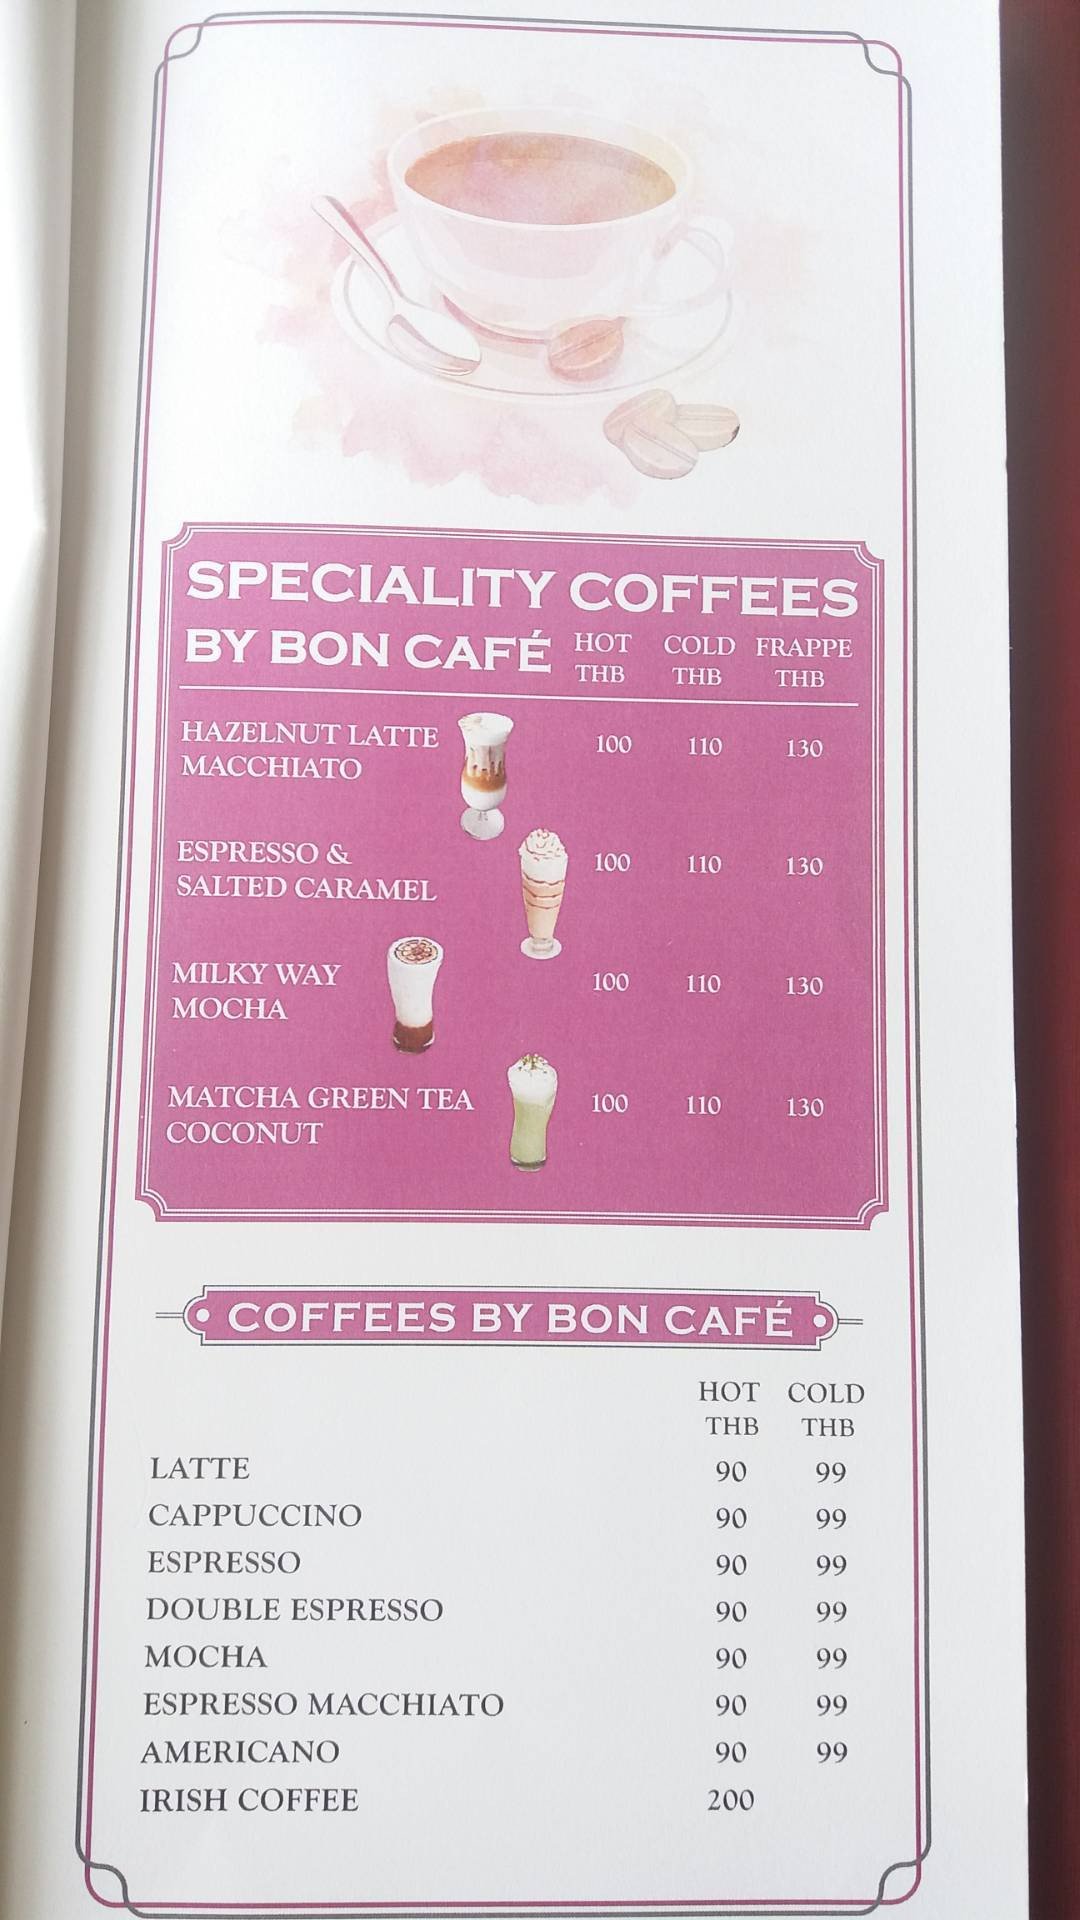 SPECIALITY COFFEES
BY BON CAFÉ HOT COLD FRAPPE
THB THB THB
HAZELNUT LATTE
MACCHIATO
100 110 130
ESPRESSO &
SALTED CARAMEL
100 110 130
MILKY WAY
MOCHA
100 110 130
MATCHA GREEN TEA
COCONUT
100 110 130
COFFEES BY BON CAFÉ
HOT COLD
THB THB
LATTE 90 99
CAPPUCCINO 90 99
ESPRESSO 90 99
DOUBLE ESPRESSO 90 99
MOCHA 90 99
ESPRESSO MACCHIATO 90 99
AMERICANO 90 99
IRISH COFFEE 200